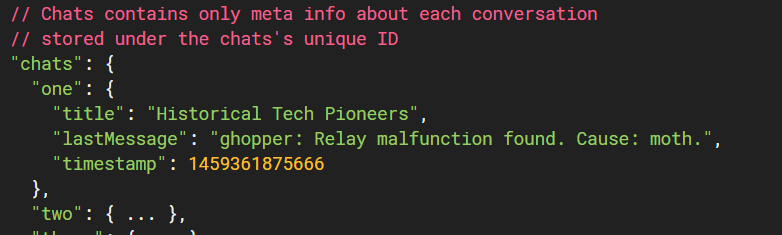 // Chats contains only meta info about each conversation
// stored under the chats's unique ID
"chats": {
"one": {
"title": "Historical Tech Pioneers",
"lastMessage": "ghopper: Relay malfunction found. Cause: moth.",
"timestamp": 1459361875666
},
"two": { ... },